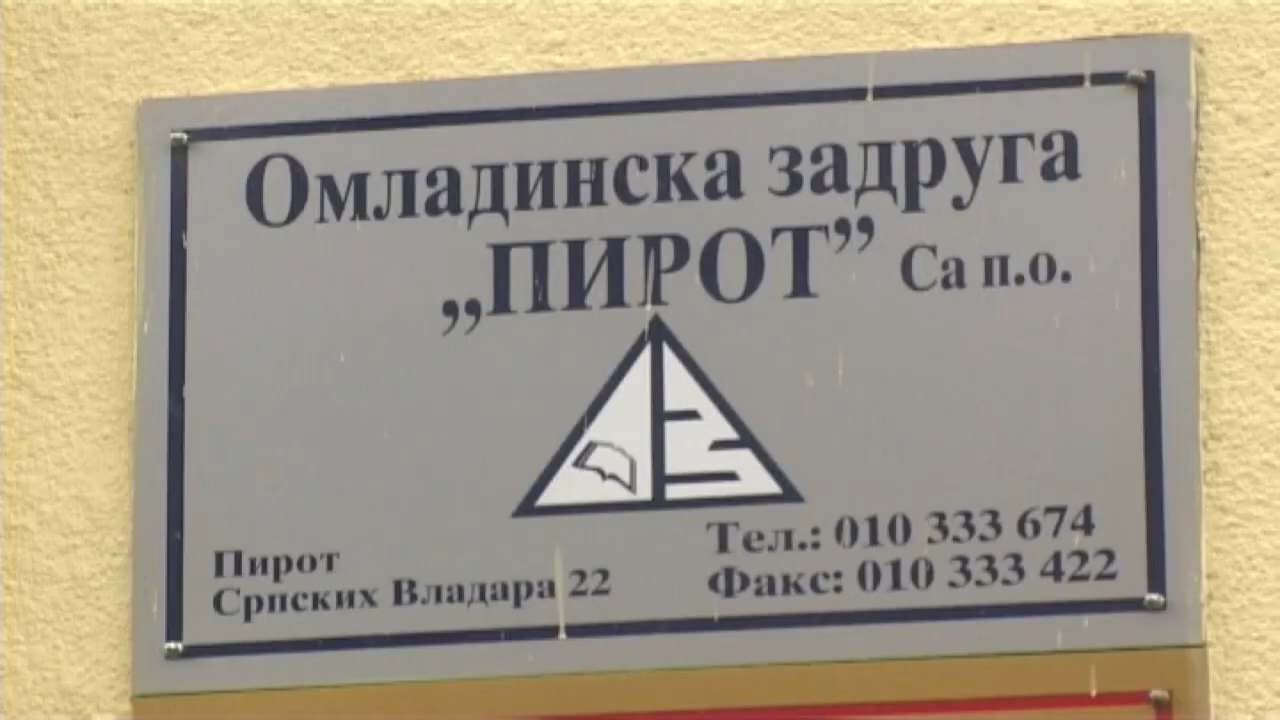 Омладинска задруга
„ПИРОТ” Са п.о.
Пирот
Српских Владара 22
Тел.: 010 333 674
Факс: 010 333 422